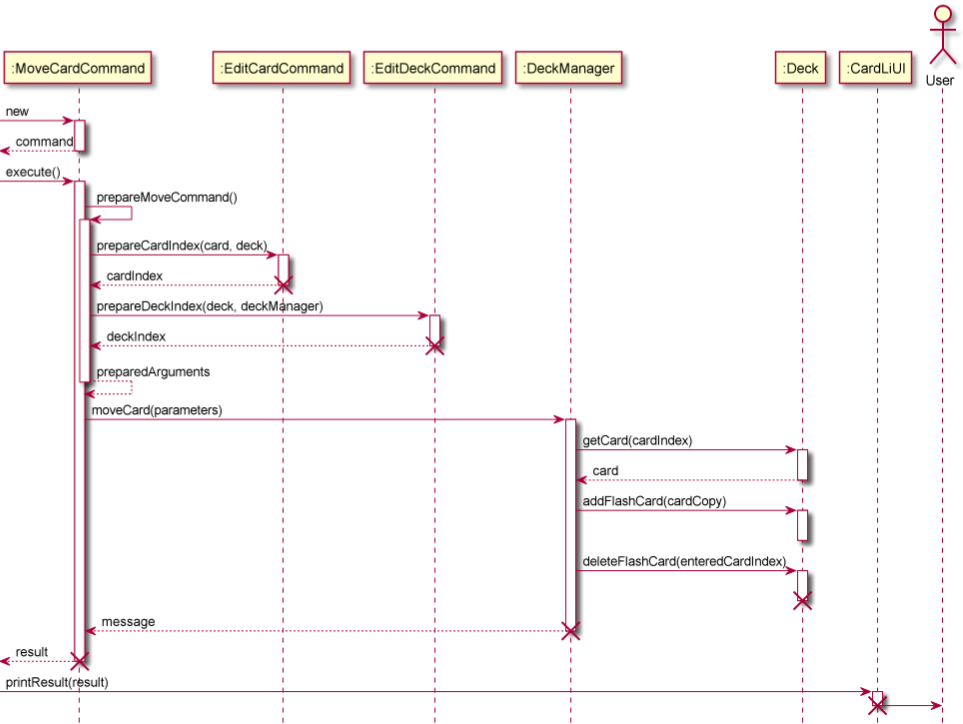 :MoveCardCommand
:EditCardCommand
:EditDeckCommand
:DeckManager
:Deck
:CardLiUI
User
new
command
execute()
prepareMoveCommand()
prepareCardIndex(card, deck)
cardIndex
prepareDeckIndex(deck, deckManager)
deckIndex
preparedArguments
moveCard(parameters)
getCard(cardIndex)
card
addFlashCard(cardCopy)
deleteFlashCard(enteredCardIndex)
message
result
printResult(result)